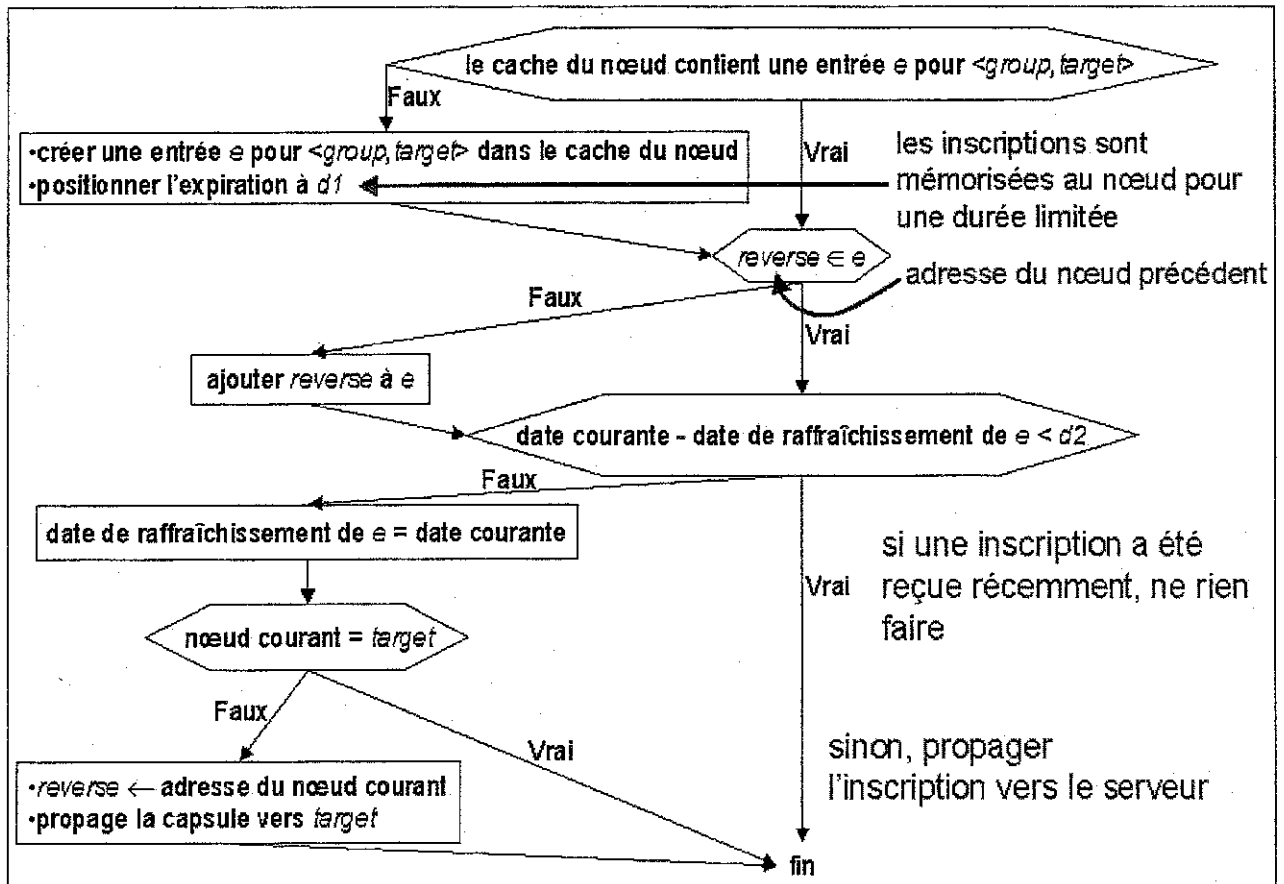 le cache du nœud contient une entrée e pour <group,target>
Faux
Vrai
•créer une entrée e pour <group,target> dans le cache du nœud
•positionner l'expiration à d1
les inscriptions sont
mémorisées au nœud pour
une durée limitée
reverse ∈ e
adresse du nœud précédent
Faux
Vrai
ajouter reverse à e
date courante - date de raffraîchissement de e < d2
Faux
date de raffraîchissement de e = date courante
Vrai
si une inscription a été
reçue récemment, ne rien
faire
nœud courant = target
Faux
Vrai
•reverse ← adresse du nœud courant
•propage la capsule vers target
sinon, propager
l'inscription vers le serveur
fin